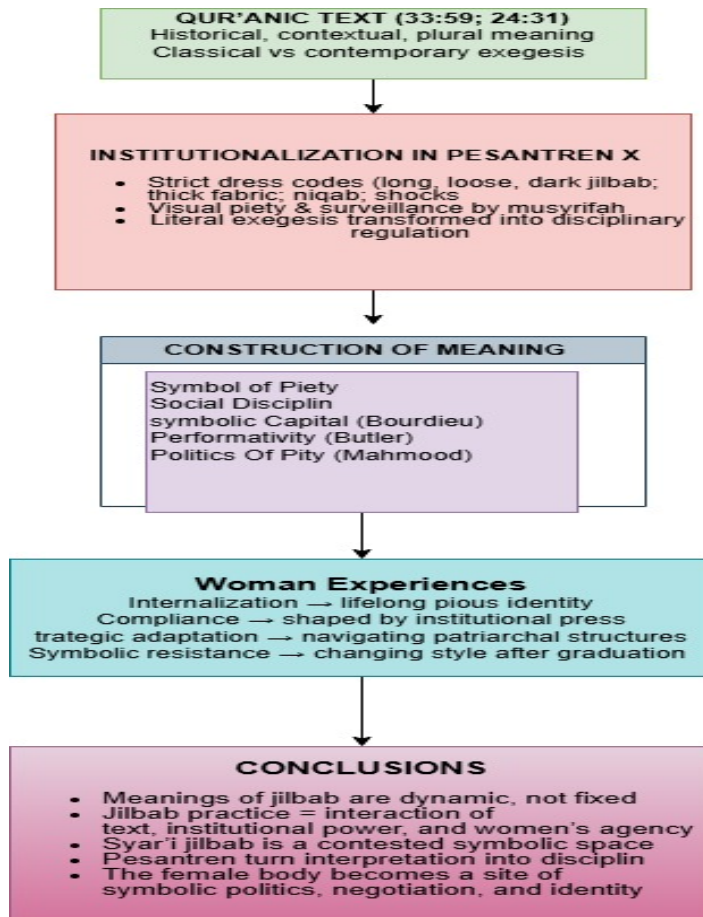 QUR'ANIC TEXT (33:59; 24:31)
Historical, contextual, plural meaning
Classical vs contemporary exegesis
INSTITUTIONALIZATION IN PESANTREN X
• Strict dress codes (long, loose, dark jilbab;
thick fabric; niqab; shocks
• Visual piety & surveillance by musyrifah
• Literal exegesis transformed into disciplinary
regulation
CONSTRUCTION OF MEANING
Symbol of Piety
Social Disciplin
symbolic Capital (Bourdieu)
Performativity (Butler)
Politics Of Pity (Mahmood)
Woman Experiences
Internalization → lifelong pious identity
Compliance → shaped by institutional press
trategic adaptation → navigating patriarchal structures
Symbolic resistance → changing style after graduation
CONCLUSIONS
• Meanings of jilbab are dynamic, not fixed
• Jilbab practice = interaction of
text, institutional power, and women's agency
• Syar'i jilbab is a contested symbolic space
• Pesantren turn interpretation into disciplin
• The female body becomes a site of
symbolic politics, negotiation, and identity